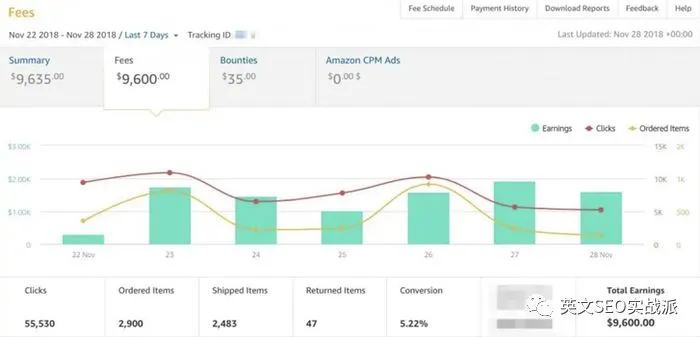 Fees
Fee Schedule Payment History Download Reports Feedback Help
Nov 22 2018 - Nov 28 2018 / Last 7 Days Tracking ID
Last Updated: Nov 28 2018 +00:00
Summary Fees Bounties Amazon CPM Ads
$9,635.00 $9,600.00 $35.00 $0.00 $
Earnings Clicks Ordered Items
$3.00K 15K 2K
$2.00K 10K 1K
$1.00K 5K 500
0 0 0
22 Nov 23 24 25 26 27 28 Nov
Clicks Ordered Items Shipped Items Returned Items Conversion Total Earnings
55,530 2,900 2,483 47 5.22% $9,600.00
英文SEO实战派